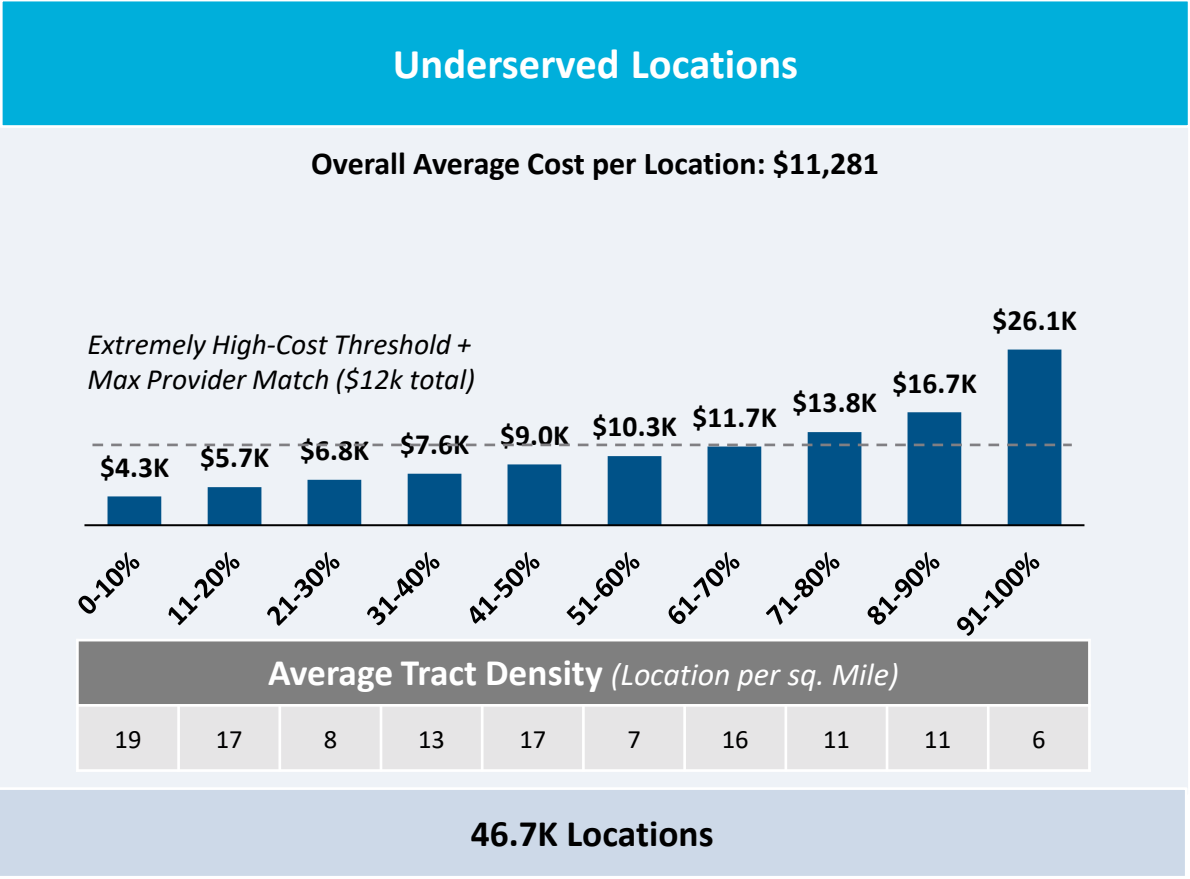 Underserved Locations
Overall Average Cost per Location: $11,281
Extremely High-Cost Threshold +
Max Provider Match ($12k total)
$4.3K
$5.7K
$6.8K
$7.6K
$9.0K
$10.3K
$11.7K
$13.8K
$16.7K
$26.1K
0-10%
11-20%
21-30%
31-40%
41-50%
51-60%
61-70%
71-80%
81-90%
91-100%
Average Tract Density (Location per sq. Mile)
19 17 8 13 17 7 16 11 11 6
46.7K Locations